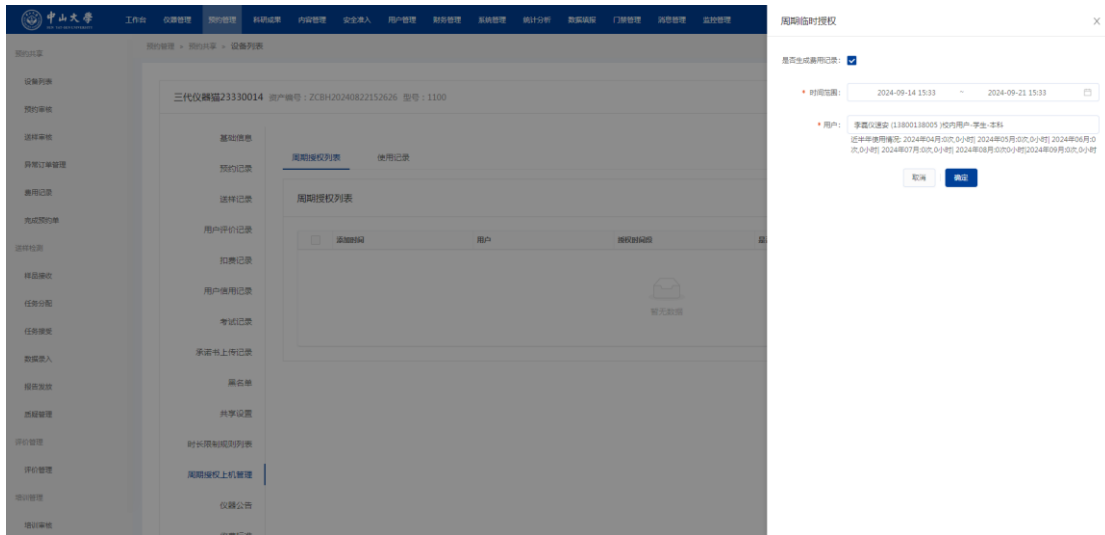 中山大學
工作台 仪器管理 预约管理 科研成果 内容管理 安全准入 用户管理 财务管理 系统管理 统计分析 数据填报 门禁管理 消息管理 监控管理
预约共享
设备列表
预约审核
送样审核
异常订单管理
费用记录
完成预约单
送样检测
样品接收
任务分配
任务接受
数据录入
报告发放
质留管理
评价管理
评价管理
培训管理
培训审核
预约管理 > 预约共享 > 设备列表
三代仪器猫23330014 资产编号：ZCBH20240822152626 型号：1100
基础信息
预约记录
送样记录
用户评价记录
扣费记录
用户信用记录
考试记录
承诺书上传记录
黑名单
共享设置
时长限制规则列表
周期授权上机管理
仪器公告
周期授权列表 使用记录
周期授权列表
添加时间 用户 授权时间段
暂无数据
周期临时授权
是否生成费用记录：
* 时间范围： 2024-09-14 15:33 ~ 2024-09-21 15:33
* 用户： 李嘉仪速安 (13800138005 )校内用户-学生-本科
近半年使用情况: 2024年04月:0次,0小时| 2024年05月:0次,0小时| 2024年06月:0
次,0小时| 2024年07月:0次,0小时| 2024年08月:0次0小时|2024年09月:0次,0小时
取消 确定